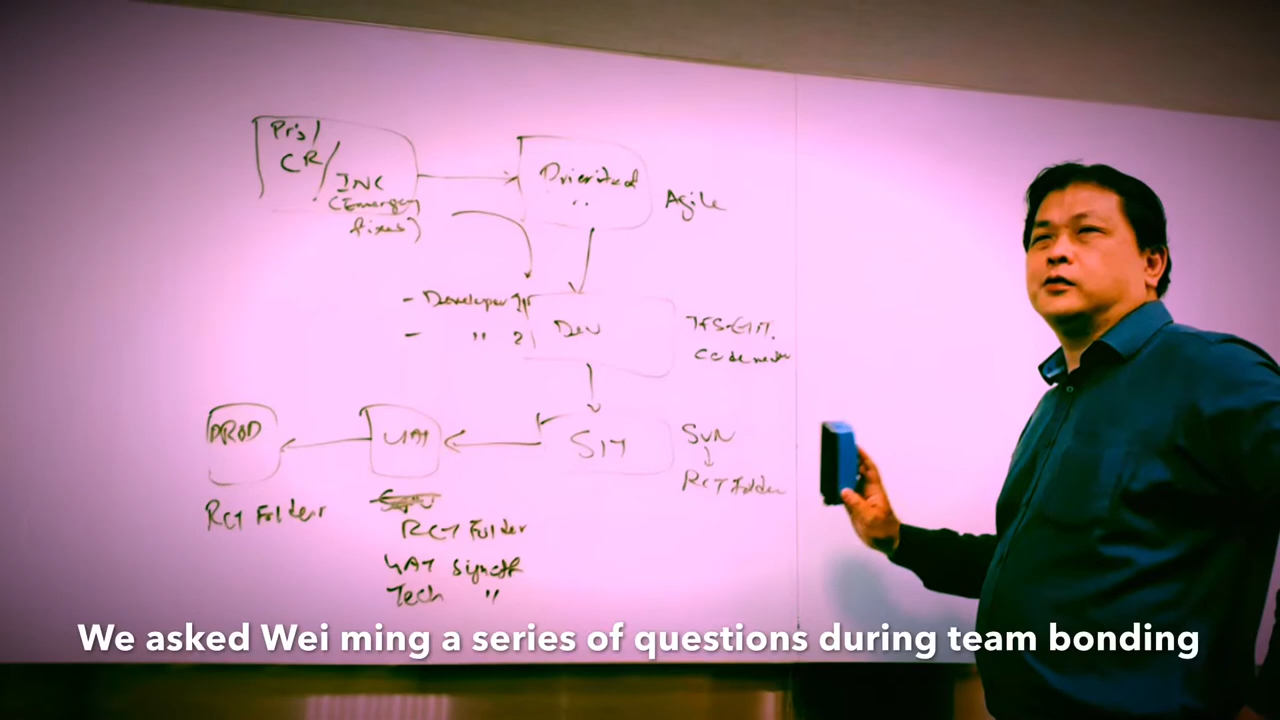 Pr's/
CR/
INC
(Emergency
fixes)
Prioritized
"
Agile
- Developer 1
- " 2
Dev
TFS-GIT.
SIT
SVN
RCT Folder
UAT
PROD
RCT Folder
RCT Folder
UAT Signoff
Tech "
We asked Wei ming a series of questions during team bonding